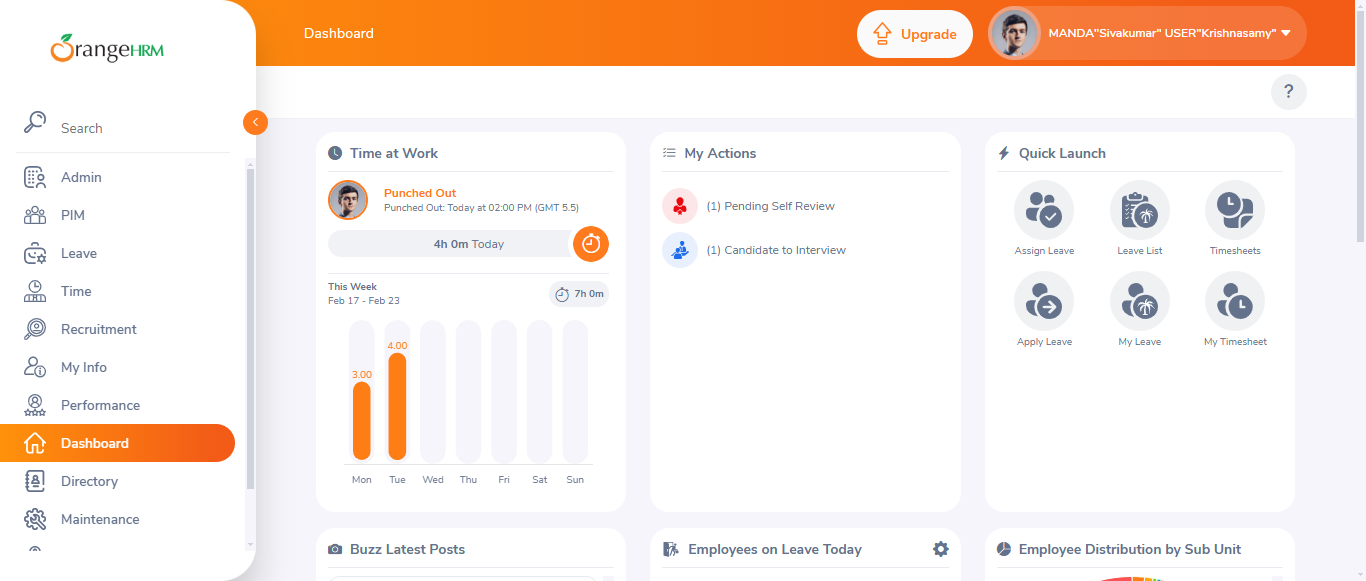 OrangeHRM
Search
Admin
PIM
Leave
Time
Recruitment
My Info
Performance
Dashboard
Directory
Maintenance
Dashboard
Upgrade
MANDA"Sivakumar" USER"Krishnasamy"
?
Time at Work
Punched Out
Punched Out: Today at 02:00 PM (GMT 5.5)
4h 0m Today
This Week
Feb 17 - Feb 23
7h 0m
4.00
3.00
Mon Tue Wed Thu Fri Sat Sun
My Actions
(1) Pending Self Review
(1) Candidate to Interview
Quick Launch
Assign Leave
Leave List
Timesheets
Apply Leave
My Leave
My Timesheet
Buzz Latest Posts
Employees on Leave Today
Employee Distribution by Sub Unit